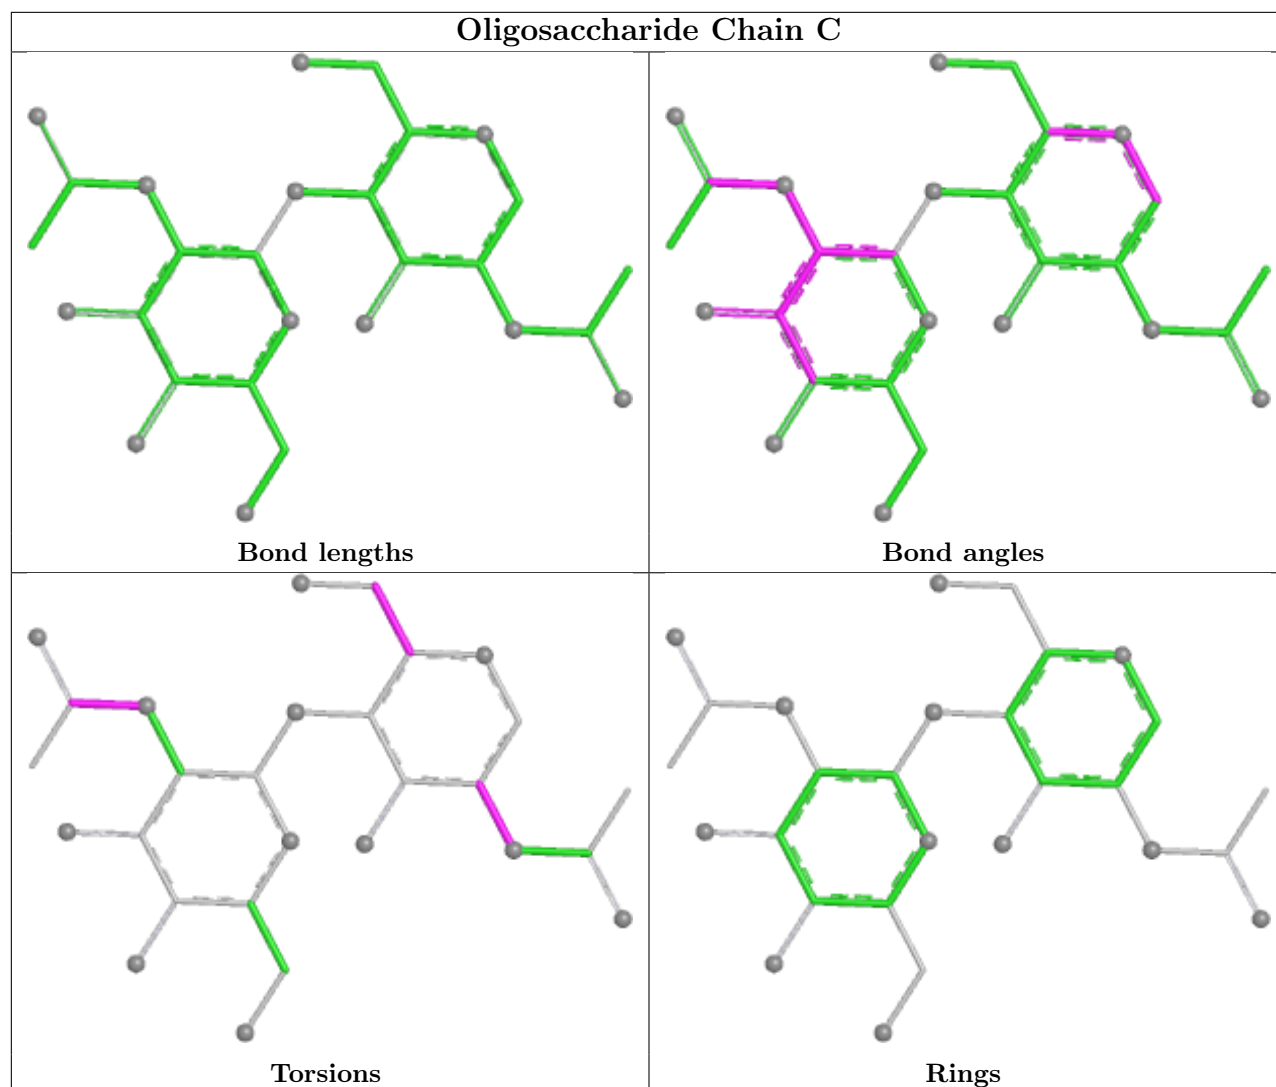 Oligosaccharide Chain C
Bond lengths
Bond angles
Torsions
Rings